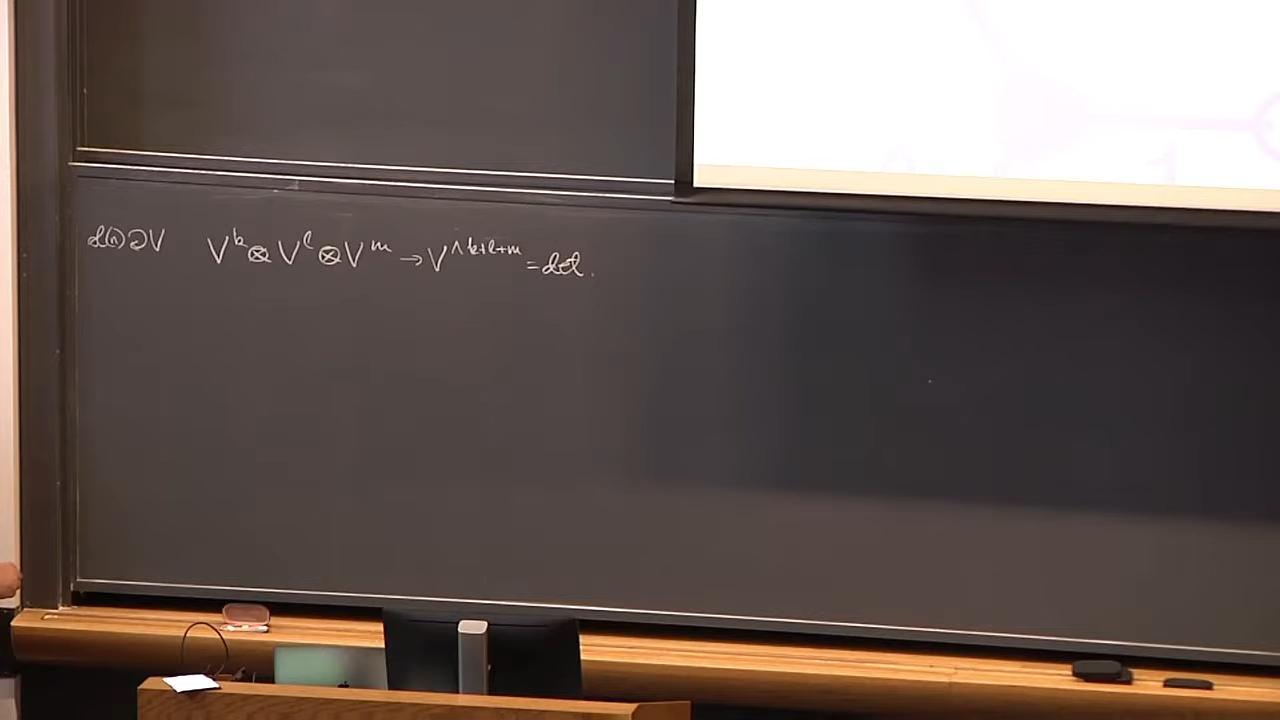 sl(n) ↻ V V^k ⊗ V^l ⊗ V^m → V^{∧ k+l+m} = det.